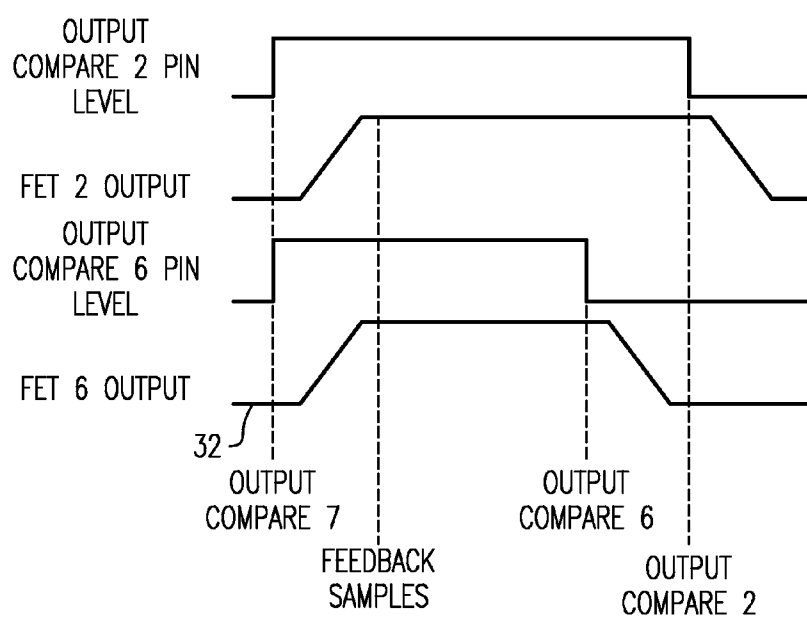 OUTPUT
COMPARE 2 PIN
LEVEL
FET 2 OUTPUT
OUTPUT
COMPARE 6 PIN
LEVEL
FET 6 OUTPUT
32
OUTPUT
COMPARE 7
OUTPUT
COMPARE 6
FEEDBACK
SAMPLES
OUTPUT
COMPARE 2